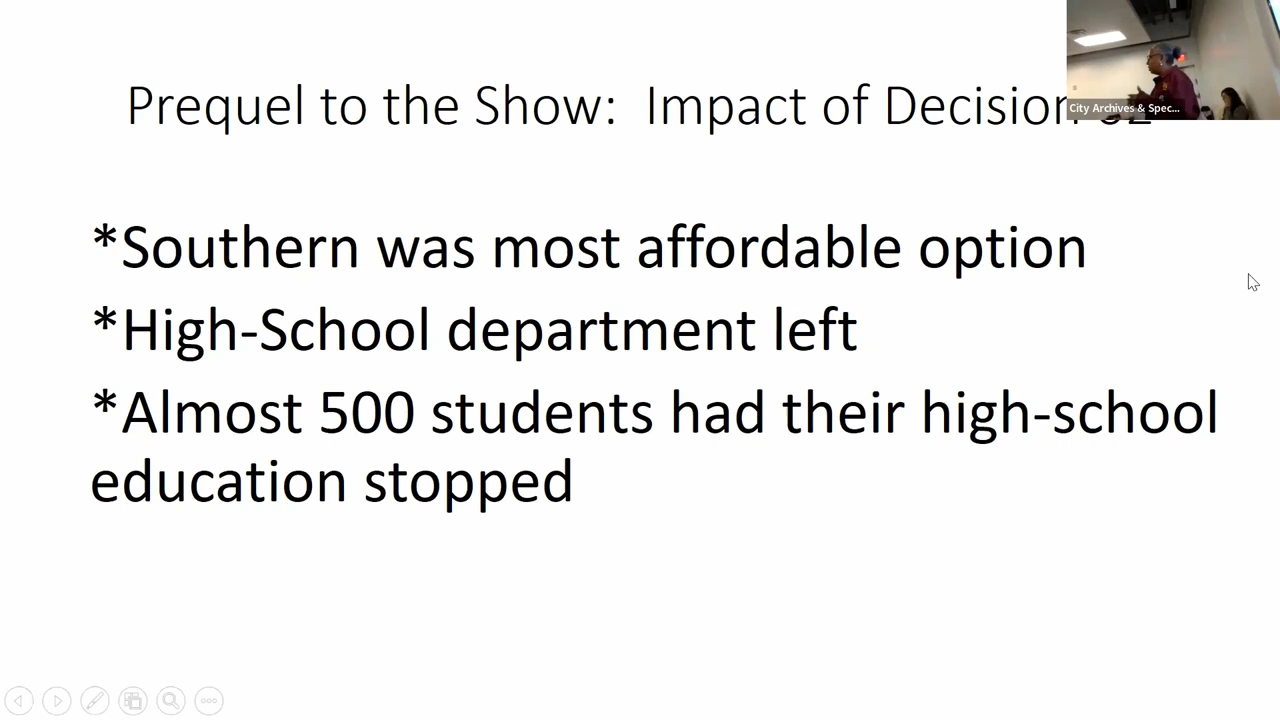 Prequel to the Show: Impact of Decision
City Archives & Spec...
*Southern was most affordable option
*High-School department left
*Almost 500 students had their high-school
education stopped